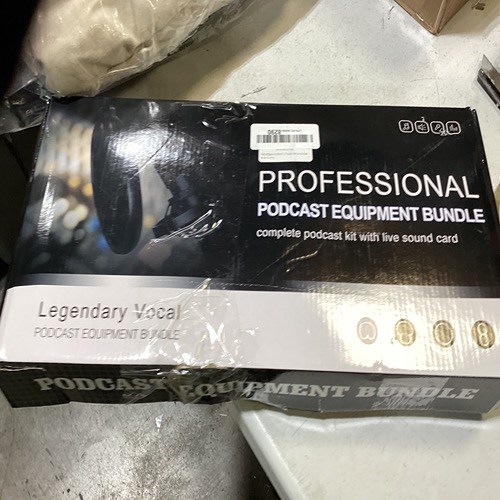 PROFESSIONAL
PODCAST EQUIPMENT BUNDLE
complete podcast kit with live sound card
Legendary Vocal
PODCAST EQUIPMENT BUNDLE
PODCAST EQUIPMENT BUNDLE